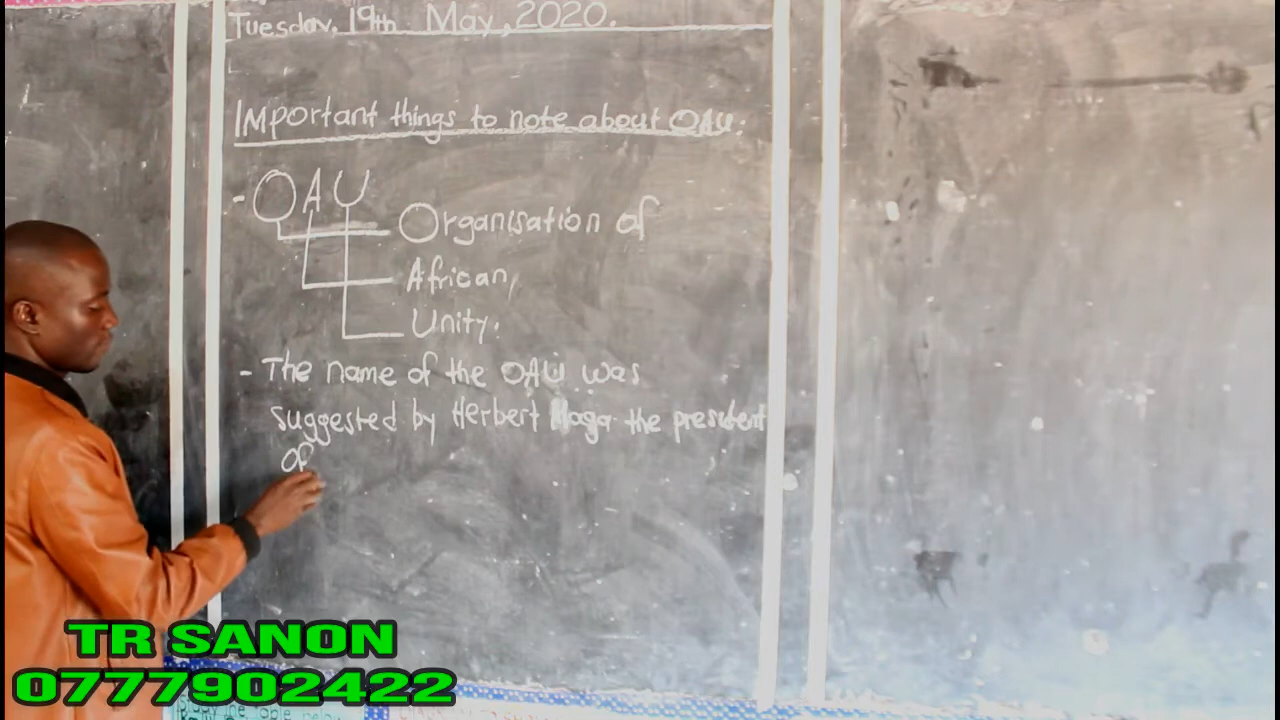 Tuesday, 19th May, 2020.
Important things to note about OAU.
- OAU
Organisation of
African,
Unity.
- The name of the OAU was
suggested by Herbert Maga the president
of
TR SANON
0777902422